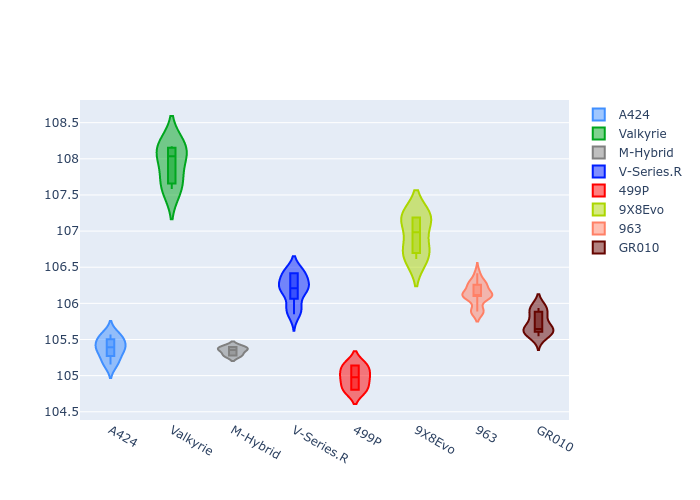 108.5
108
107.5
107
106.5
106
105.5
105
104.5
A424
Valkyrie
M-Hybrid
V-Series.R
499P
9X8Evo
963
GR010
A424
Valkyrie
M-Hybrid
V-Series.R
499P
9X8Evo
963
GR010